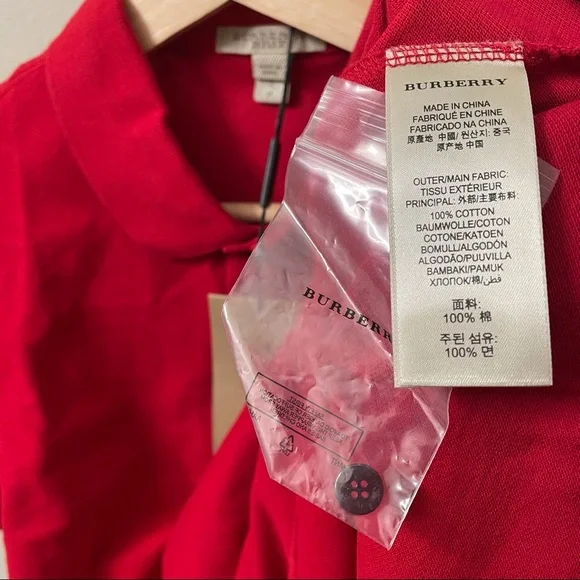 BURBERRY
MADE IN CHINA
FABRIQUÉ EN CHINE
FABRICADO NA CHINA
原產地 中國/ 원산지: 중국
原产地 中国
OUTER/MAIN FABRIC:
TISSU EXTÉRIEUR
PRINCIPAL: 外部/主要布料:
100% COTTON
BAUMWOLLE/COTON
COTONE/KATOEN
BOMULL/ALGODÓN
ALGODÃO/PUUVILLA
BAMBAKI/PAMUK
ХЛОПОК/棉/قطن
面料:
100% 棉
주된 섬유:
100% 면
BURBERRY